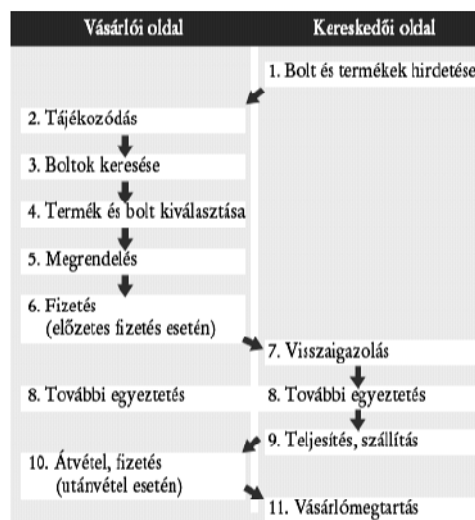 Vásárlói oldal
Kereskedői oldal
1. Bolt és termékek hirdetése
2. Tájékozódás
3. Boltok keresése
4. Termék és bolt kiválasztása
5. Megrendelés
6. Fizetés
(előzetes fizetés esetén)
7. Visszaigazolás
8. További egyeztetés
8. További egyeztetés
9. Teljesítés, szállítás
10. Átvétel, fizetés
(utánvétel esetén)
11. Vásárlómegtartás